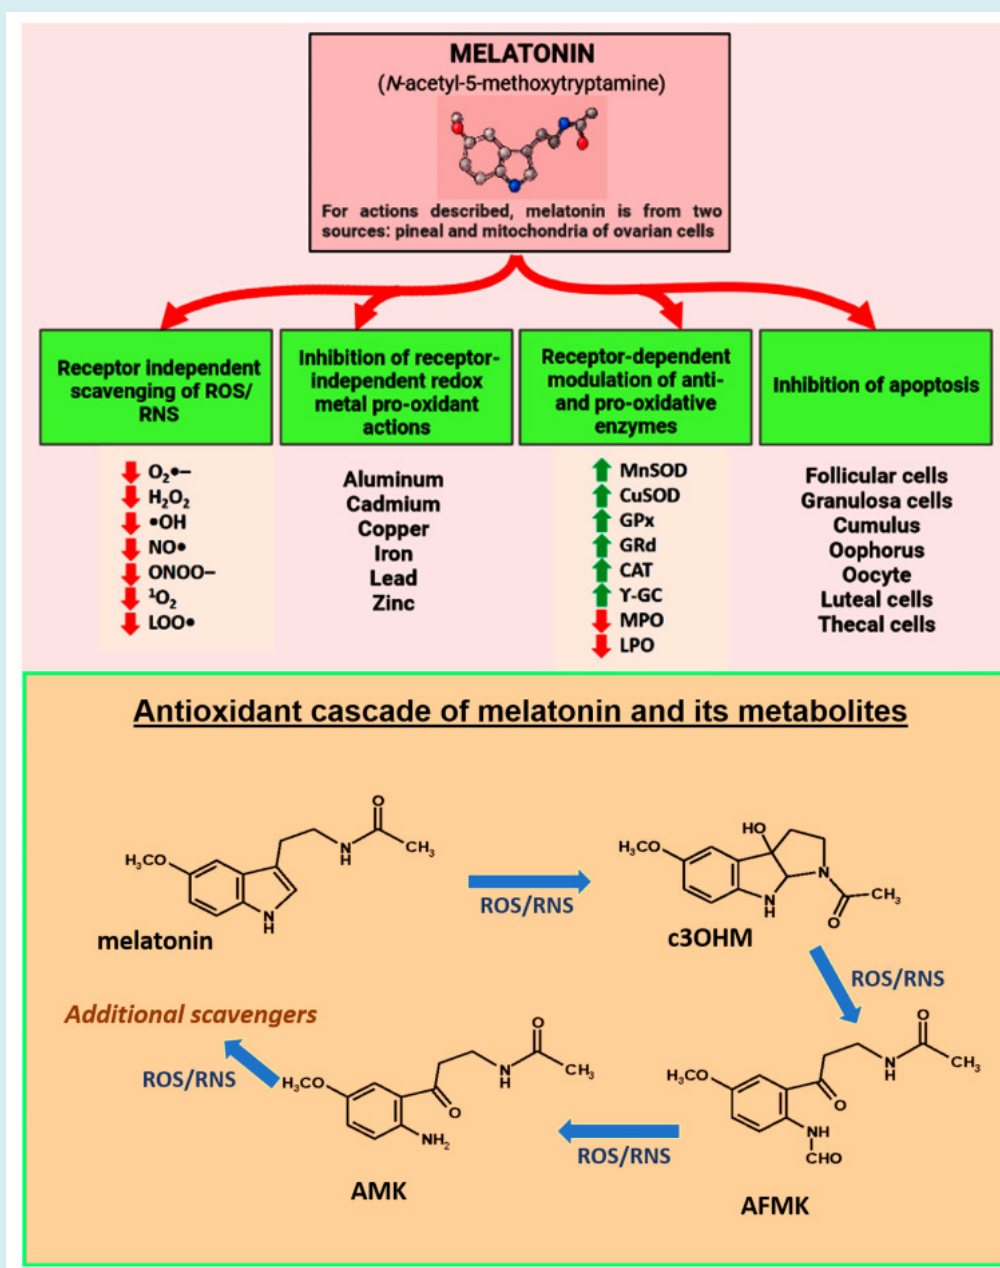 MELATONIN
(N-acetyl-5-methoxytryptamine)
For actions described, melatonin is from two
sources: pineal and mitochondria of ovarian cells
Receptor independent
scavenging of ROS/
RNS
O₂•–
H₂O₂
•OH
NO•
ONOO–
¹O₂
LOO•
Inhibition of receptor-
independent redox
metal pro-oxidant
actions
Aluminum
Cadmium
Copper
Iron
Lead
Zinc
Receptor-dependent
modulation of anti-
and pro-oxidative
enzymes
MnSOD
CuSOD
GPx
GRd
CAT
ϒ-GC
MPO
LPO
Inhibition of apoptosis
Follicular cells
Granulosa cells
Cumulus
Oophorus
Oocyte
Luteal cells
Thecal cells
Antioxidant cascade of melatonin and its metabolites
H₃CO
O
N
H
CH₃
N
H
melatonin
ROS/RNS
HO
H₃CO
N
N
H
O
CH₃
c3OHM
ROS/RNS
O
H₃CO
N
H
CH₃
O
NH
CHO
AFMK
ROS/RNS
O
H₃CO
N
H
CH₃
O
NH₂
AMK
ROS/RNS
Additional scavengers